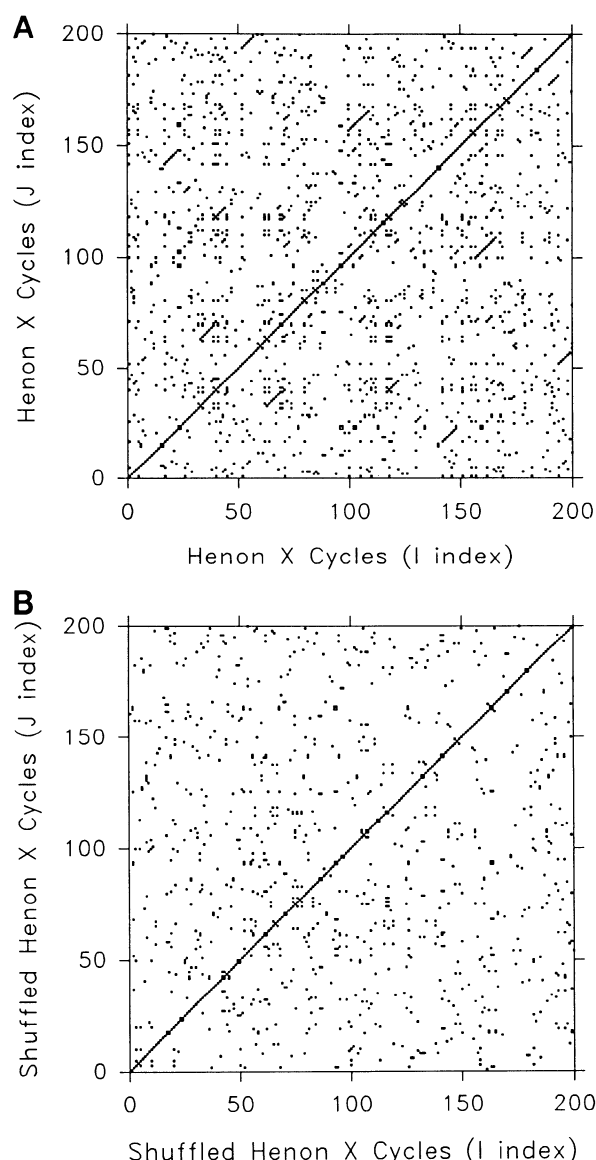 A
200
150
100
50
0
Henon X Cycles (J index)
0 50 100 150 200
Henon X Cycles (I index)
B
200
150
100
50
0
Shuffled Henon X Cycles (J index)
0 50 100 150 200
Shuffled Henon X Cycles (I index)